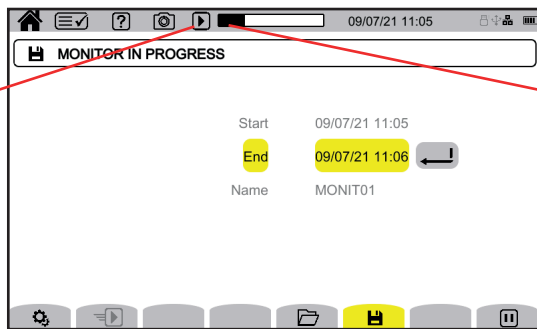 09/07/21 11:05
MONITOR IN PROGRESS
Start 09/07/21 11:05
End 09/07/21 11:06
Name MONIT01